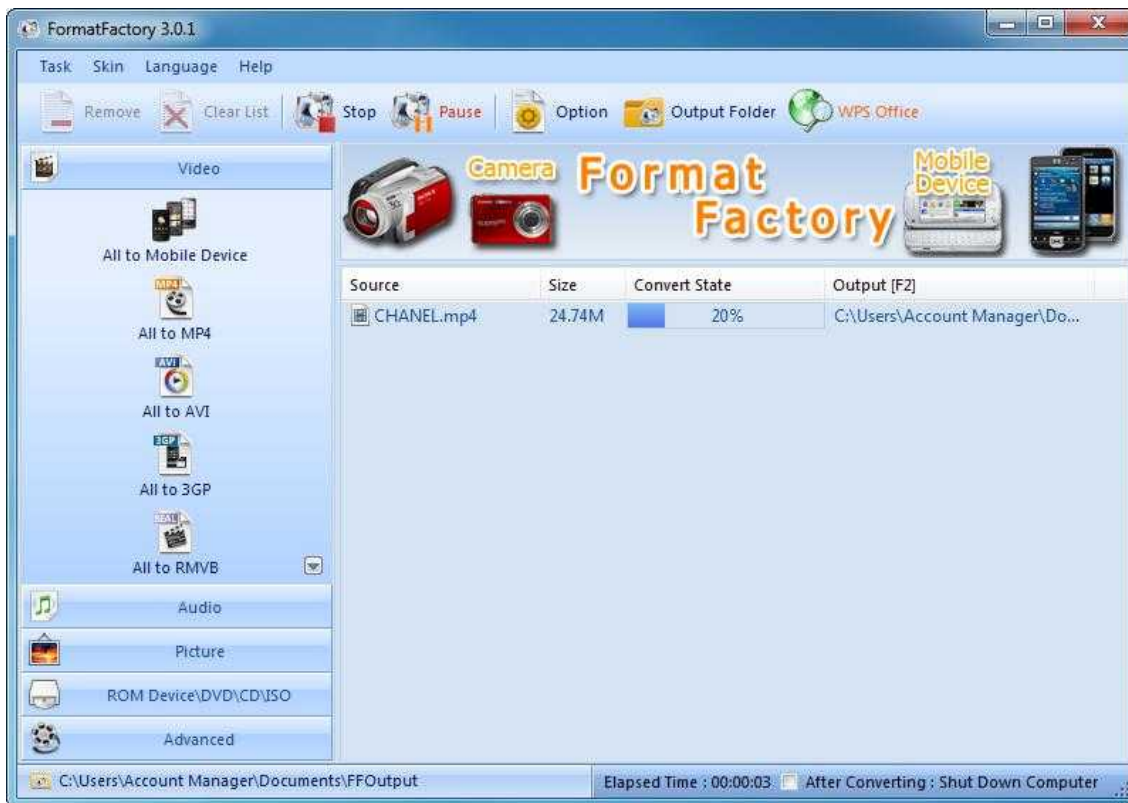 FormatFactory 3.0.1
Task Skin Language Help
Remove Clear List Stop Pause Option Output Folder WPS Office
Video
All to Mobile Device
MP4
All to MP4
AVI
All to AVI
3GP
All to 3GP
REAL
All to RMVB
Audio
Picture
ROM Device\DVD\CD\ISO
Advanced
Camera
Format
Factory
Mobile
Device
Source Size Convert State Output [F2]
CHANEL.mp4 24.74M 20% C:\Users\Account Manager\Do...
C:\Users\Account Manager\Documents\FFOutput
Elapsed Time : 00:00:03 After Converting : Shut Down Computer